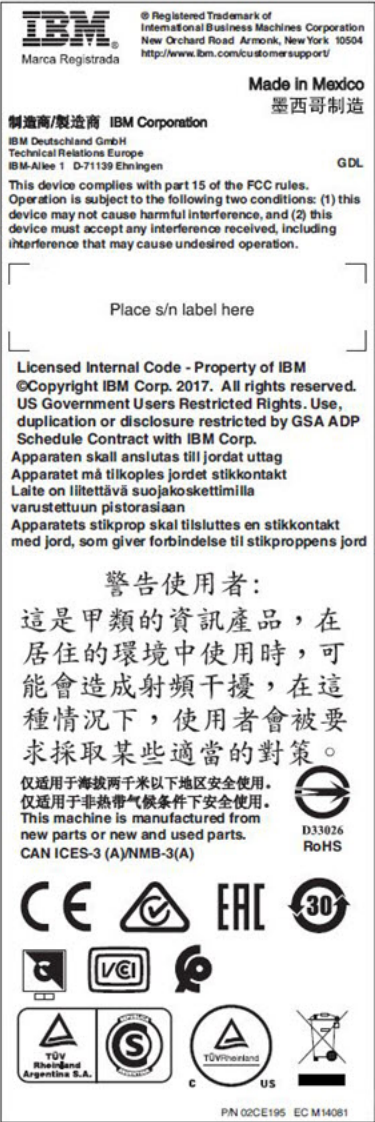 IBM®
Marca Registrada
® Registered Trademark of
International Business Machines Corporation
New Orchard Road Armonk, New York 10504
http://www.ibm.com/customersupport/
Made in Mexico
墨西哥制造
制造商/製造商 IBM Corporation
IBM Deutschland GmbH
Technical Relations Europe
IBM-Allee 1 D-71139 Ehningen
GDL
This device complies with part 15 of the FCC rules.
Operation is subject to the following two conditions: (1) this
device may not cause harmful interference, and (2) this
device must accept any interference received, including
interference that may cause undesired operation.
Place s/n label here
Licensed Internal Code - Property of IBM
©Copyright IBM Corp. 2017. All rights reserved.
US Government Users Restricted Rights. Use,
duplication or disclosure restricted by GSA ADP
Schedule Contract with IBM Corp.
Apparaten skall anslutas till jordat uttag
Apparatet må tilkoples jordet stikkontakt
Laite on liitettävä suojakoskettimilla
varustettuun pistorasiaan
Apparatets stikprop skal tilsluttes en stikkontakt
med jord, som giver forbindelse til stikproppens jord
警告使用者:
這是甲類的資訊產品，在
居住的環境中使用時，可
能會造成射頻干擾，在這
種情況下，使用者會被要
求採取某些適當的對策。
仅适用于海拔两千米以下地区安全使用。
仅适用于非热带气候条件下安全使用。
This machine is manufactured from
new parts or new and used parts.
CAN ICES-3 (A)/NMB-3(A)
D33026
RoHS
CE
EAC
30
VCI
TÜV
Rheinland
Argentina S.A.
S
TÜVRheinland
C US
P/N 02CE195 EC M14081